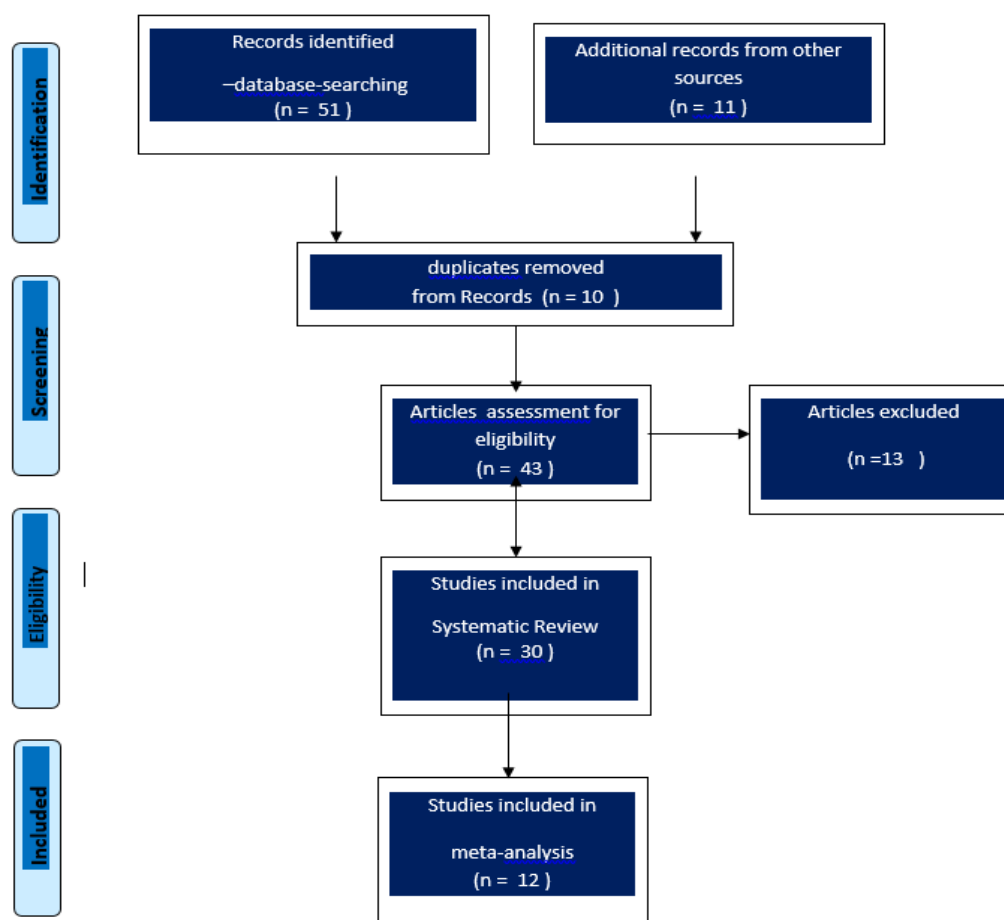 Identification
Records identified
–database-searching
(n = 51 )
Additional records from other
sources
(n = 11 )
duplicates removed
from Records (n = 10 )
Screening
Articles assessment for
eligibility
(n = 43 )
Articles excluded
(n =13 )
Eligibility
Studies included in
Systematic Review
(n = 30 )
Included
Studies included in
meta-analysis
(n = 12 )